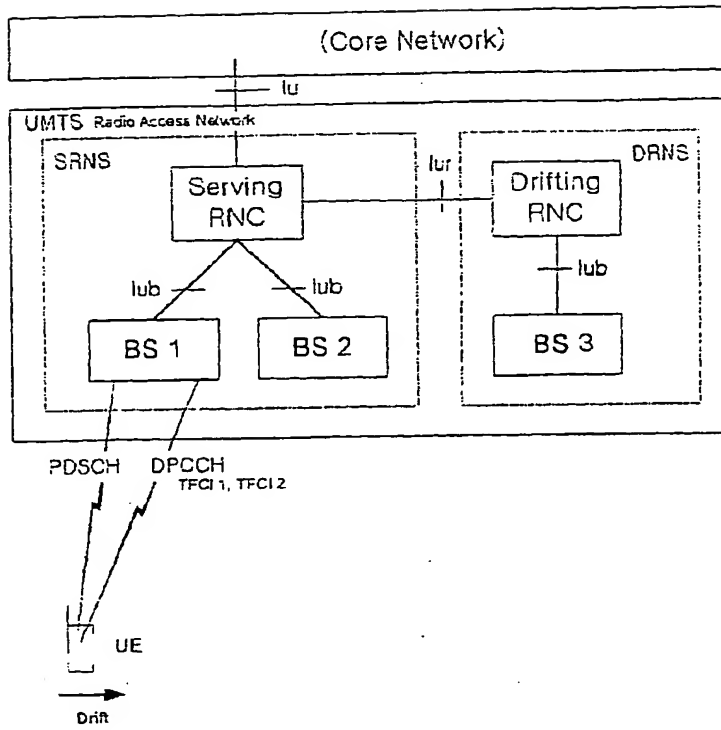 (Core Network)
Iu
UMTS Radio Access Network
SRNS
DRNS
Serving
RNC
Iur
Drifting
RNC
Iub
Iub
Iub
BS 1
BS 2
BS 3
PDSCH
DPCCH
TFCI 1, TFCI 2
UE
Drift